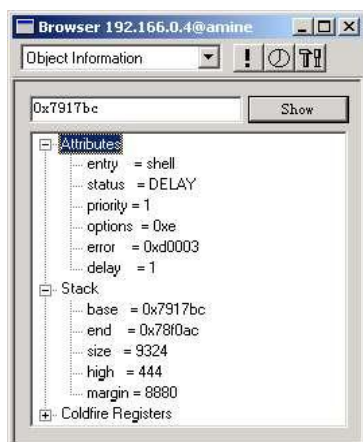 Browser 192.166.0.4@amine
Object Information
0x7917bc
Show
Attributes
entry = shell
status = DELAY
priority = 1
options = 0xe
error = 0xd0003
delay = 1
Stack
base = 0x7917bc
end = 0x78f0ac
size = 9324
high = 444
margin = 8880
Coldfire Registers